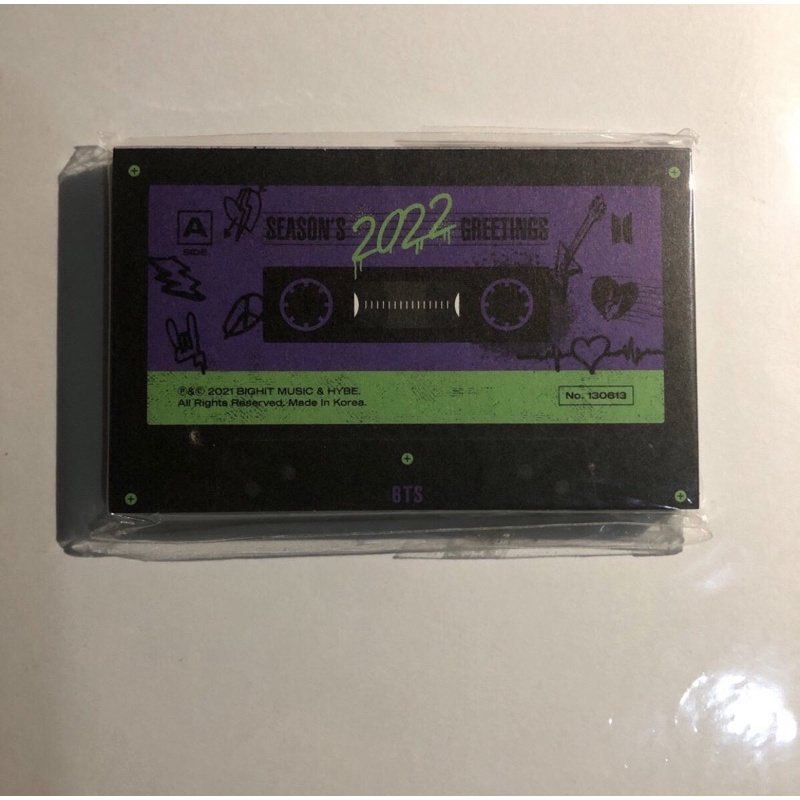 A
SIDE
SEASON'S 2022 GREETINGS
Ⓟ&© 2021 BIGHIT MUSIC & HYBE.
All Rights Reserved. Made In Korea.
No. 130613
BTS